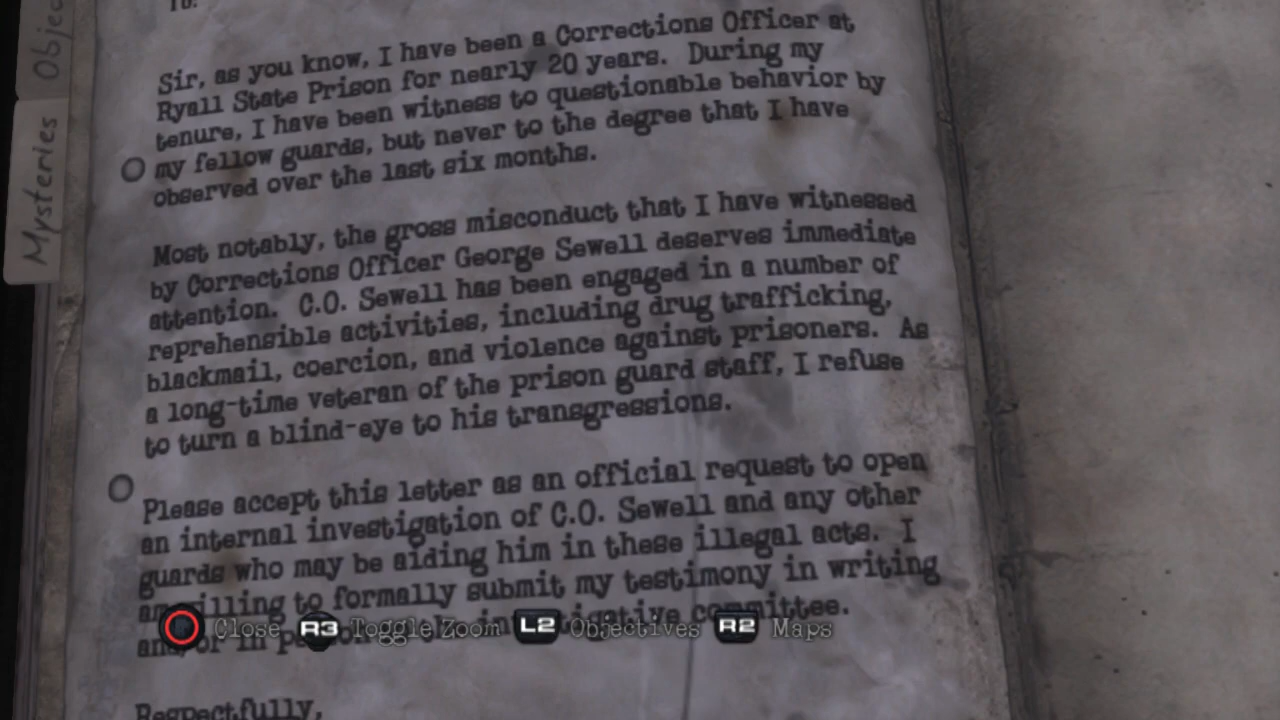 To:
Sir, as you know, I have been a Corrections Officer at
Ryall State Prison for nearly 20 years. During my
tenure, I have been witness to questionable behavior by
my fellow guards, but never to the degree that I have
observed over the last six months.
Most notably, the gross misconduct that I have witnessed
by Corrections Officer George Sewell deserves immediate
attention. C.O. Sewell has been engaged in a number of
reprehensible activities, including drug trafficking,
blackmail, coercion, and violence against prisoners. As
a long-time veteran of the prison guard staff, I refuse
to turn a blind-eye to his transgressions.
Please accept this letter as an official request to open
an internal investigation of C.O. Sewell and any other
guards who may be aiding him in these illegal acts. I
to formally submit my testimony in writing
and/or in committee.
Respectfully,
Mysteries
Objec
Close R3 Toggle Zoom L2 Objectives R2 Maps